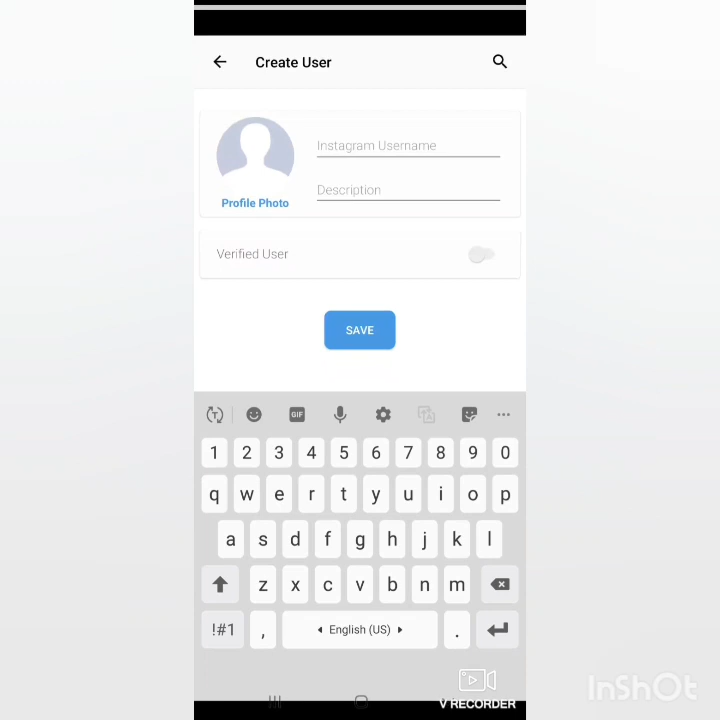 Create User
Instagram Username
Description
Profile Photo
Verified User
SAVE
T GIF A
1 2 3 4 5 6 7 8 9 0
q w e r t y u i o p
a s d f g h j k l
z x c v b n m
!#1 , English (US) .
V RECORDER
InShOt